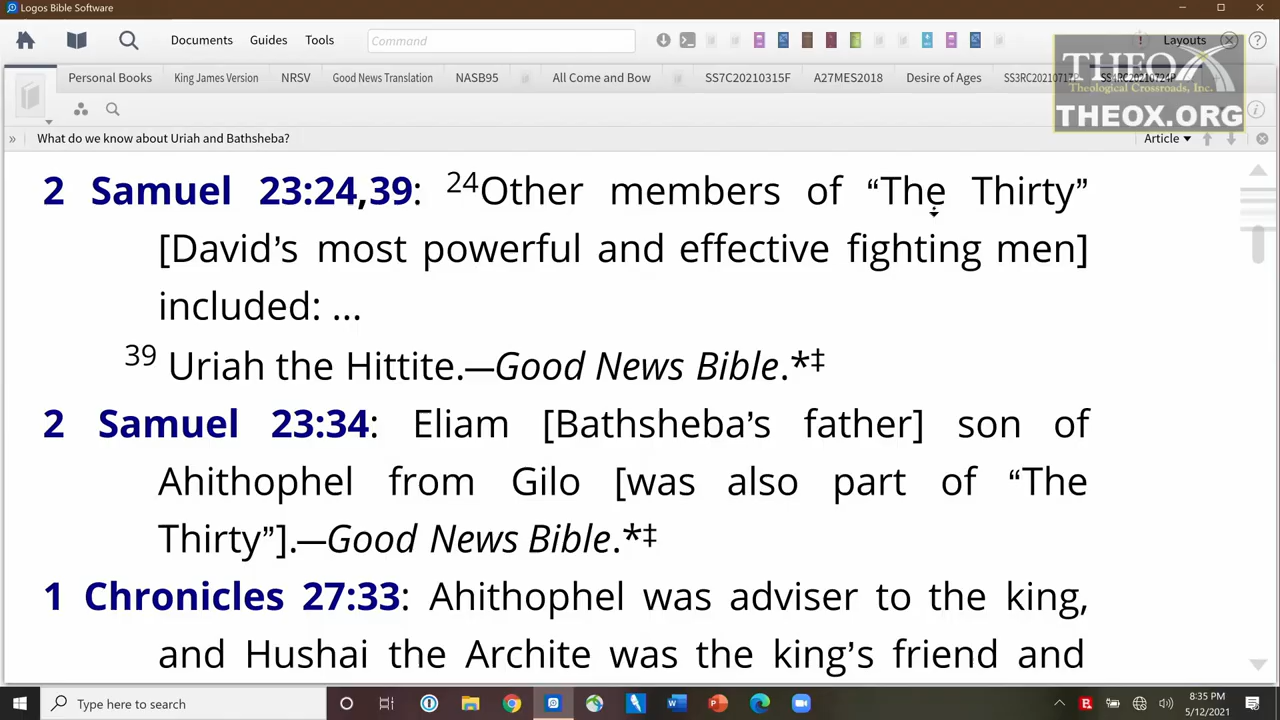 Logos Bible Software
Documents Guides Tools Command Layouts
THEOX
Theological Crossroads, Inc.
THEOX.ORG
Personal Books King James Version NRSV Good News Translation NASB95 All Come and Bow SS7C20210315F A27MES2018 Desire of Ages
» What do we know about Uriah and Bathsheba? Article
2 Samuel 23:24,39: 24Other members of “The Thirty”
[David’s most powerful and effective fighting men]
included: ...
39 Uriah the Hittite.—Good News Bible.*‡
2 Samuel 23:34: Eliam [Bathsheba’s father] son of
Ahithophel from Gilo [was also part of “The
Thirty”].—Good News Bible.*‡
1 Chronicles 27:33: Ahithophel was adviser to the king,
and Hushai the Archite was the king’s friend and
Type here to search
8:35 PM
5/12/2021